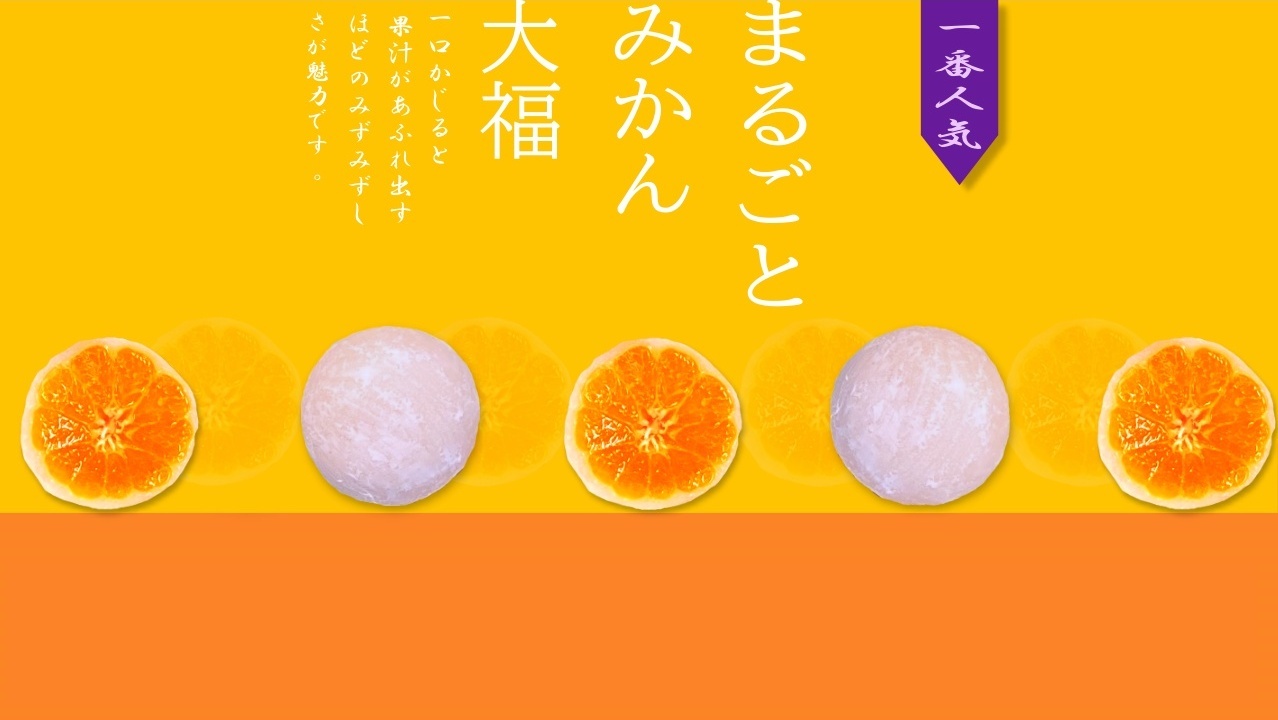 一番人気
まるごと
みかん
大福
一口かじると
果汁があふれ出す
ほどのみずみずし
さが魅力です。